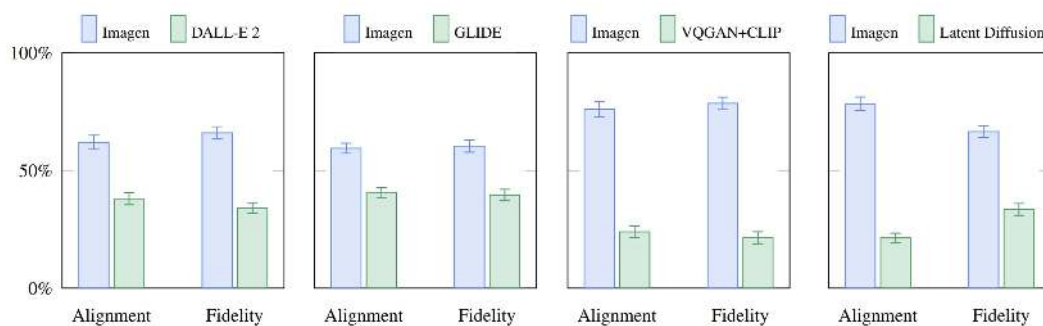 Imagen DALL-E 2 Imagen GLIDE Imagen VQGAN+CLIP Imagen Latent Diffusion
100%
50%
0%
Alignment Fidelity Alignment Fidelity Alignment Fidelity Alignment Fidelity